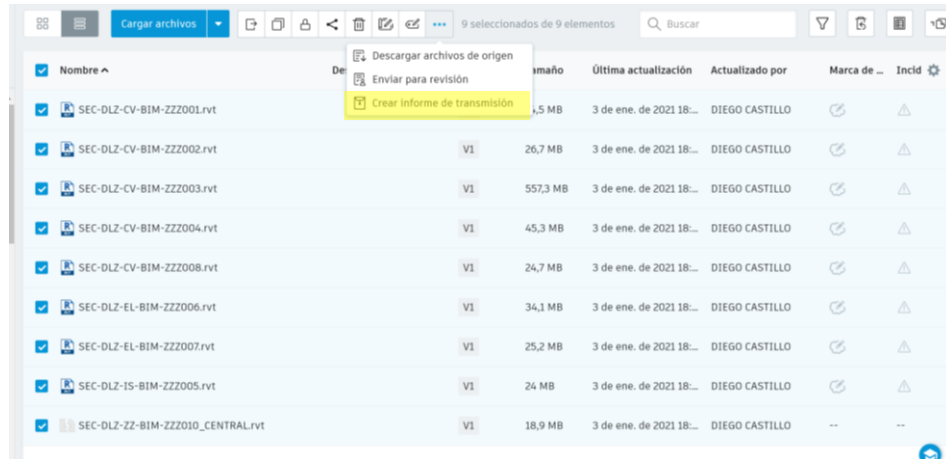 Cargar archivos
9 seleccionados de 9 elementos
Buscar
Descargar archivos de origen
Enviar para revisión
Crear informe de transmisión
Nombre De amaño Última actualización Actualizado por Marca de ... Incid
SEC-DLZ-CV-BIM-ZZZ001.rvt ,5 MB 3 de ene. de 2021 18:... DIEGO CASTILLO
SEC-DLZ-CV-BIM-ZZZ002.rvt V1 26,7 MB 3 de ene. de 2021 18:... DIEGO CASTILLO
SEC-DLZ-CV-BIM-ZZZ003.rvt V1 557,3 MB 3 de ene. de 2021 18:... DIEGO CASTILLO
SEC-DLZ-CV-BIM-ZZZ004.rvt V1 45,3 MB 3 de ene. de 2021 18:... DIEGO CASTILLO
SEC-DLZ-CV-BIM-ZZZ008.rvt V1 24,7 MB 3 de ene. de 2021 18:... DIEGO CASTILLO
SEC-DLZ-EL-BIM-ZZZ006.rvt V1 34,1 MB 3 de ene. de 2021 18:... DIEGO CASTILLO
SEC-DLZ-EL-BIM-ZZZ007.rvt V1 25,2 MB 3 de ene. de 2021 18:... DIEGO CASTILLO
SEC-DLZ-IS-BIM-ZZZ005.rvt V1 24 MB 3 de ene. de 2021 18:... DIEGO CASTILLO
SEC-DLZ-ZZ-BIM-ZZZ010_CENTRAL.rvt V1 18,9 MB 3 de ene. de 2021 18:... DIEGO CASTILLO -- --